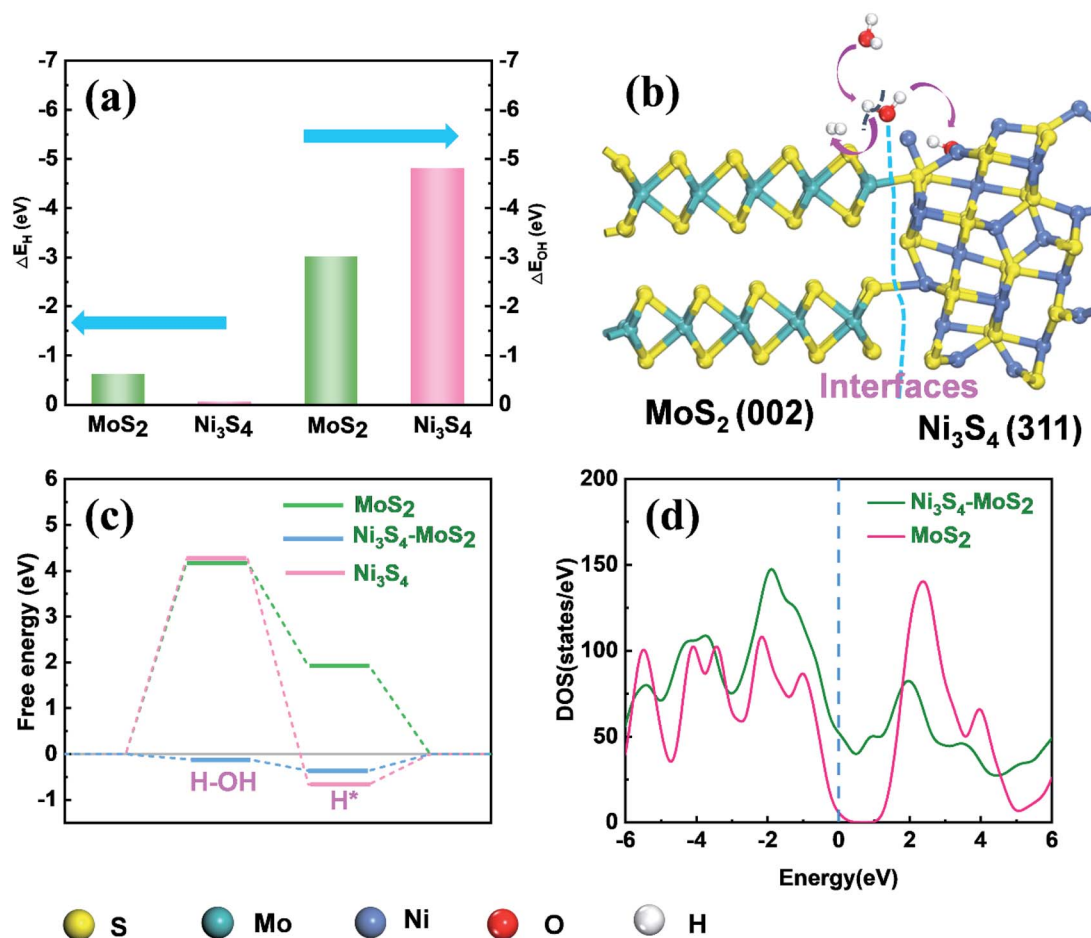 (a)
-7
-6
-5
-4
-3
-2
-1
0
△E_H (eV)
MoS₂ Ni₃S₄ MoS₂ Ni₃S₄
-7
-6
-5
-4
-3
-2
-1
0
△E_OH (eV)
(b)
Interfaces
MoS₂ (002)
Ni₃S₄ (311)
(c)
6
5
4
3
2
1
0
-1
Free energy (eV)
MoS₂
Ni₃S₄-MoS₂
Ni₃S₄
H-OH
H*
(d)
200
150
100
50
0
DOS(states/eV)
Ni₃S₄-MoS₂
MoS₂
-6 -4 -2 0 2 4 6
Energy(eV)
S Mo Ni O H